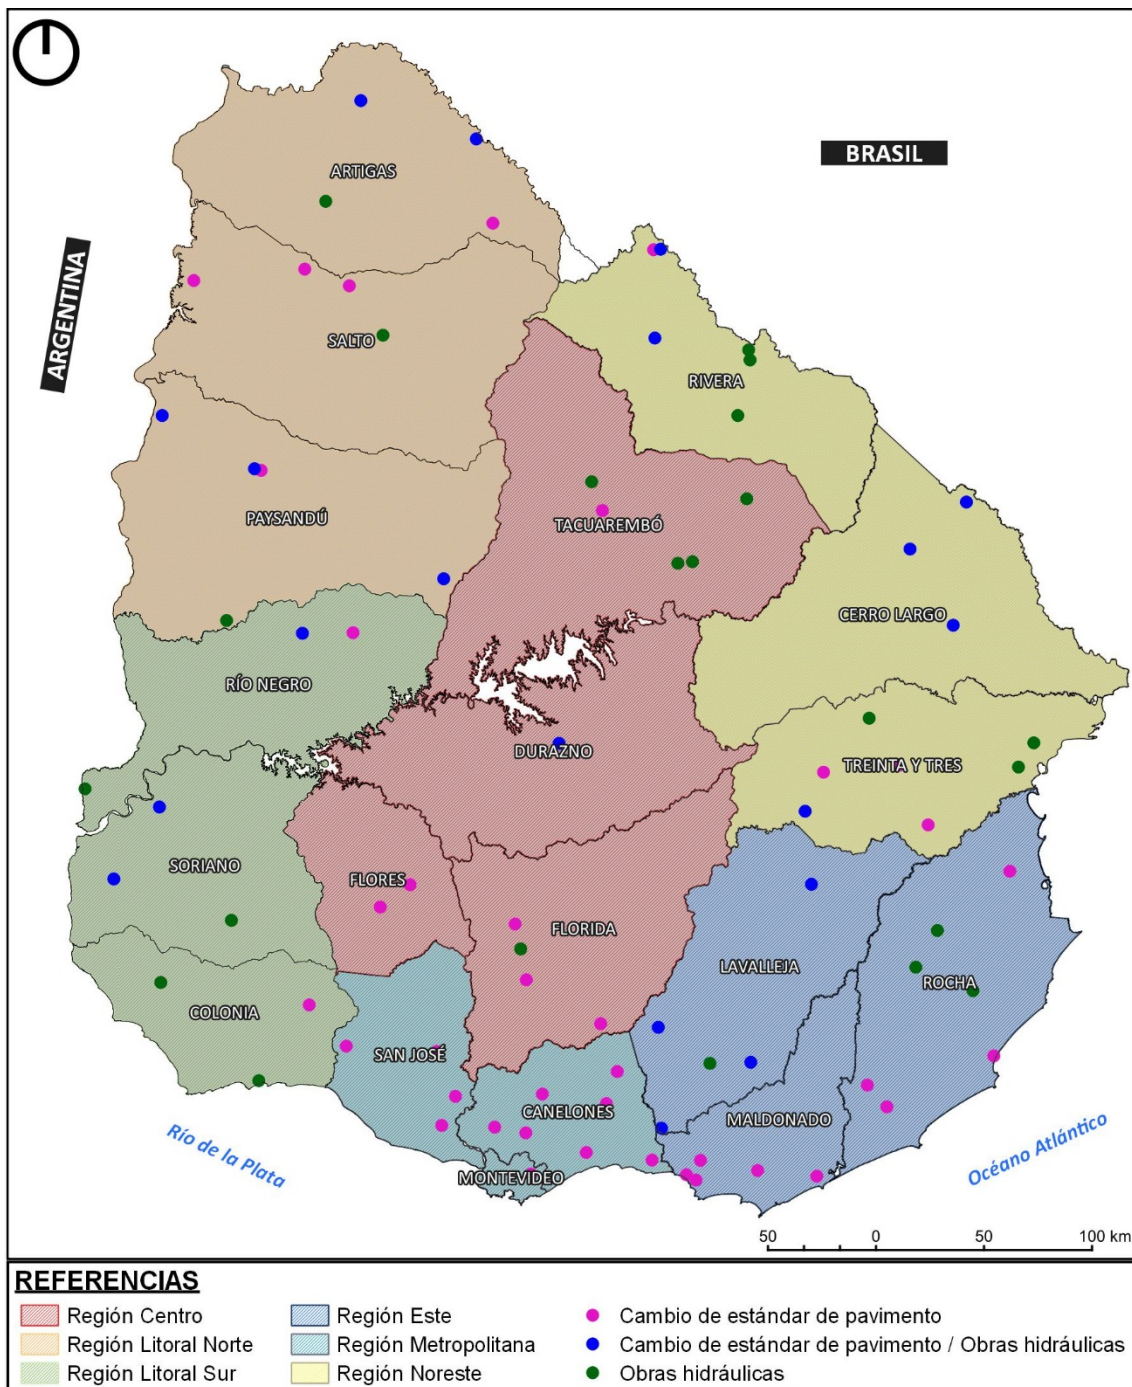 BRASIL
ARTIGAS
ARGENTINA
SALTO
RIVERA
PAYSANDÚ
TACUAREMBÓ
CERRO LARGO
RÍO NEGRO
DURAZNO
TREINTA Y TRES
SORIANO
FLORES
FLORIDA
LAVALLEJA
ROCHA
COLONIA
SAN JOSÉ
CANELONES
MALDONADO
MONTEVIDEO
Río de la Plata
Océano Atlántico
50 0 50 100 km
REFERENCIAS
Región Centro
Región Litoral Norte
Región Litoral Sur
Región Este
Región Metropolitana
Región Noreste
Cambio de estándar de pavimento
Cambio de estándar de pavimento / Obras hidráulicas
Obras hidráulicas